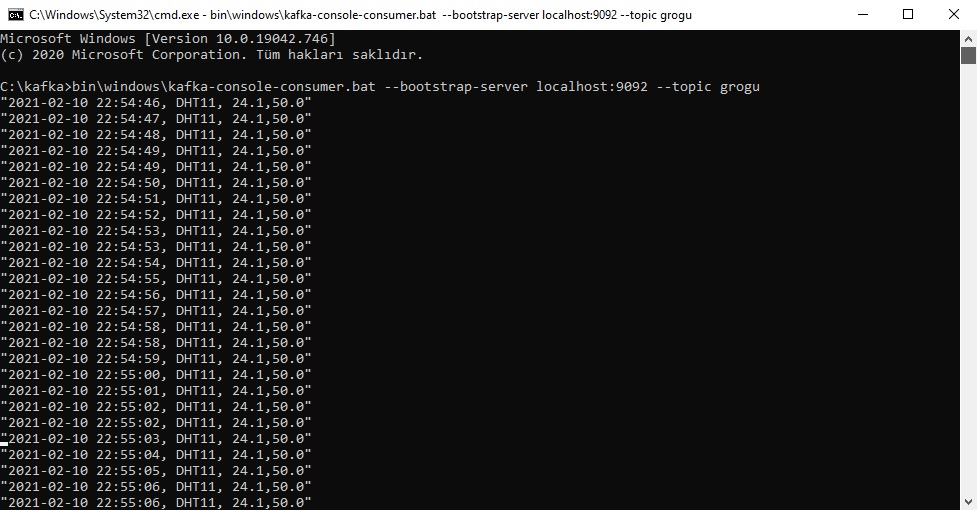 C:\Windows\System32\cmd.exe - bin\windows\kafka-console-consumer.bat --bootstrap-server localhost:9092 --topic grogu
Microsoft Windows [Version 10.0.19042.746]
(c) 2020 Microsoft Corporation. Tüm hakları saklıdır.
C:\kafka>bin\windows\kafka-console-consumer.bat --bootstrap-server localhost:9092 --topic grogu
"2021-02-10 22:54:46, DHT11, 24.1,50.0"
"2021-02-10 22:54:47, DHT11, 24.1,50.0"
"2021-02-10 22:54:48, DHT11, 24.1,50.0"
"2021-02-10 22:54:49, DHT11, 24.1,50.0"
"2021-02-10 22:54:49, DHT11, 24.1,50.0"
"2021-02-10 22:54:50, DHT11, 24.1,50.0"
"2021-02-10 22:54:51, DHT11, 24.1,50.0"
"2021-02-10 22:54:52, DHT11, 24.1,50.0"
"2021-02-10 22:54:53, DHT11, 24.1,50.0"
"2021-02-10 22:54:53, DHT11, 24.1,50.0"
"2021-02-10 22:54:54, DHT11, 24.1,50.0"
"2021-02-10 22:54:55, DHT11, 24.1,50.0"
"2021-02-10 22:54:56, DHT11, 24.1,50.0"
"2021-02-10 22:54:57, DHT11, 24.1,50.0"
"2021-02-10 22:54:58, DHT11, 24.1,50.0"
"2021-02-10 22:54:58, DHT11, 24.1,50.0"
"2021-02-10 22:54:59, DHT11, 24.1,50.0"
"2021-02-10 22:55:00, DHT11, 24.1,50.0"
"2021-02-10 22:55:01, DHT11, 24.1,50.0"
"2021-02-10 22:55:02, DHT11, 24.1,50.0"
"2021-02-10 22:55:02, DHT11, 24.1,50.0"
"2021-02-10 22:55:03, DHT11, 24.1,50.0"
"2021-02-10 22:55:04, DHT11, 24.1,50.0"
"2021-02-10 22:55:05, DHT11, 24.1,50.0"
"2021-02-10 22:55:06, DHT11, 24.1,50.0"
"2021-02-10 22:55:06, DHT11, 24.1,50.0"